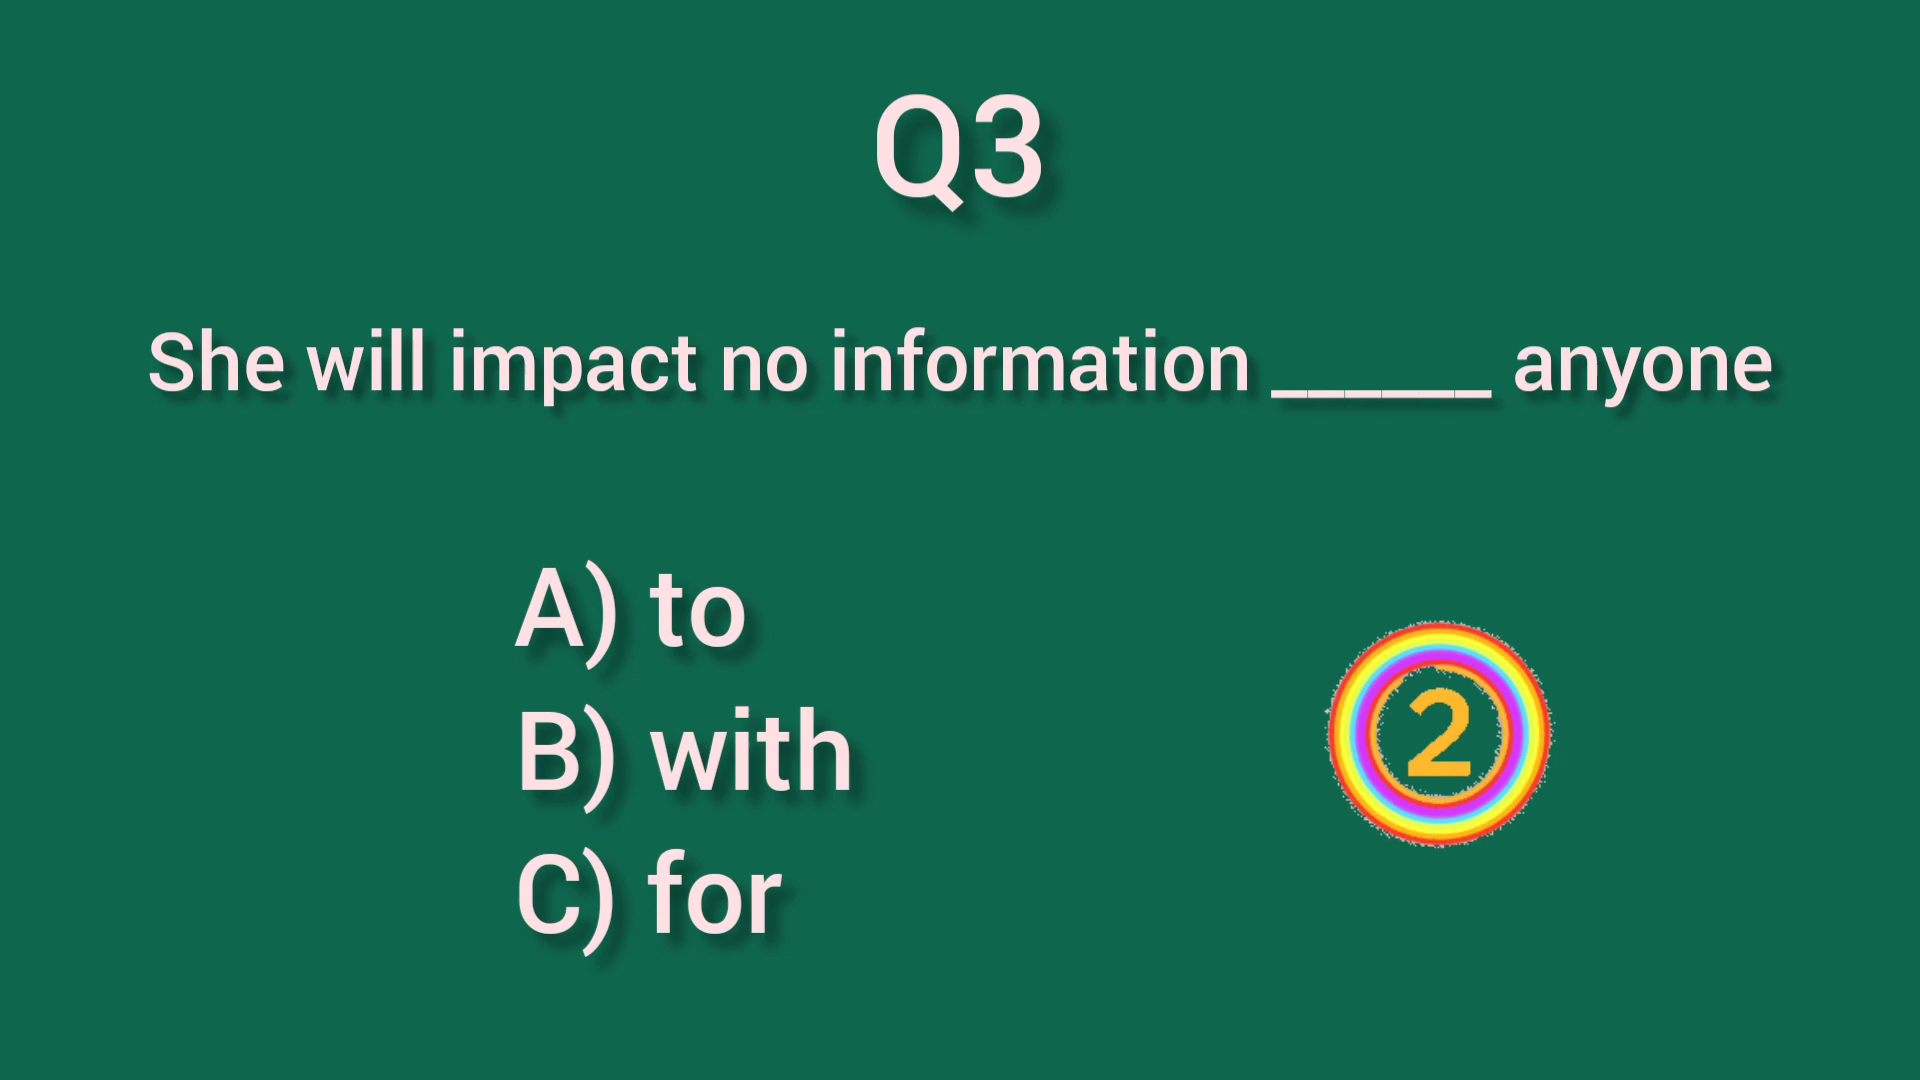 Q3
She will impact no information ______ anyone
A) to
B) with
2
C) for